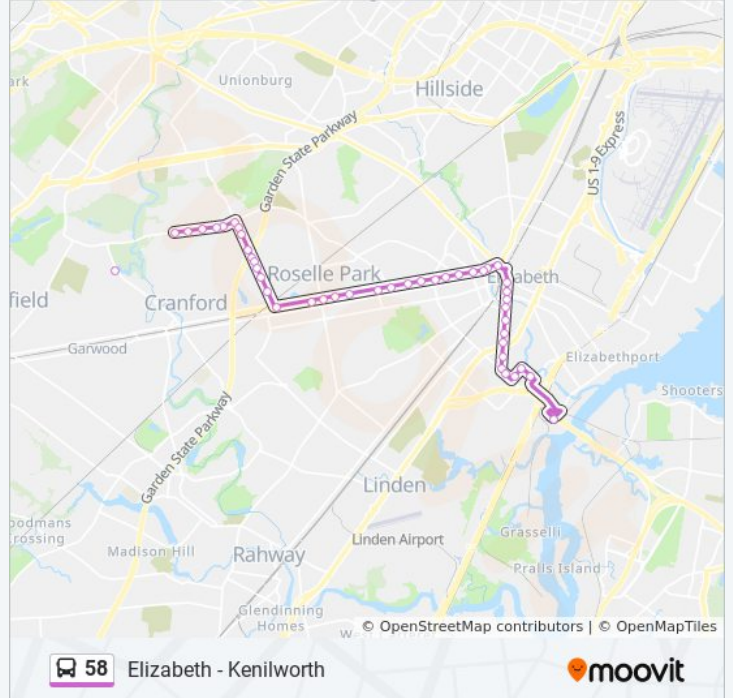 ark
Unionburg
Hillside
Garden State Parkway
US 1-9 Express
Roselle Park
Elizabeth
field
Cranford
Garwood
Elizabethport
Shooters
Garden State Parkway
Linden
oodmans
rossing
Madison Hill
Linden Airport
Grasselli
Rahway
Pralls Island
Glendinning
Homes
© OpenStreetMap contributors | © OpenMapTiles
58 Elizabeth - Kenilworth
moovit